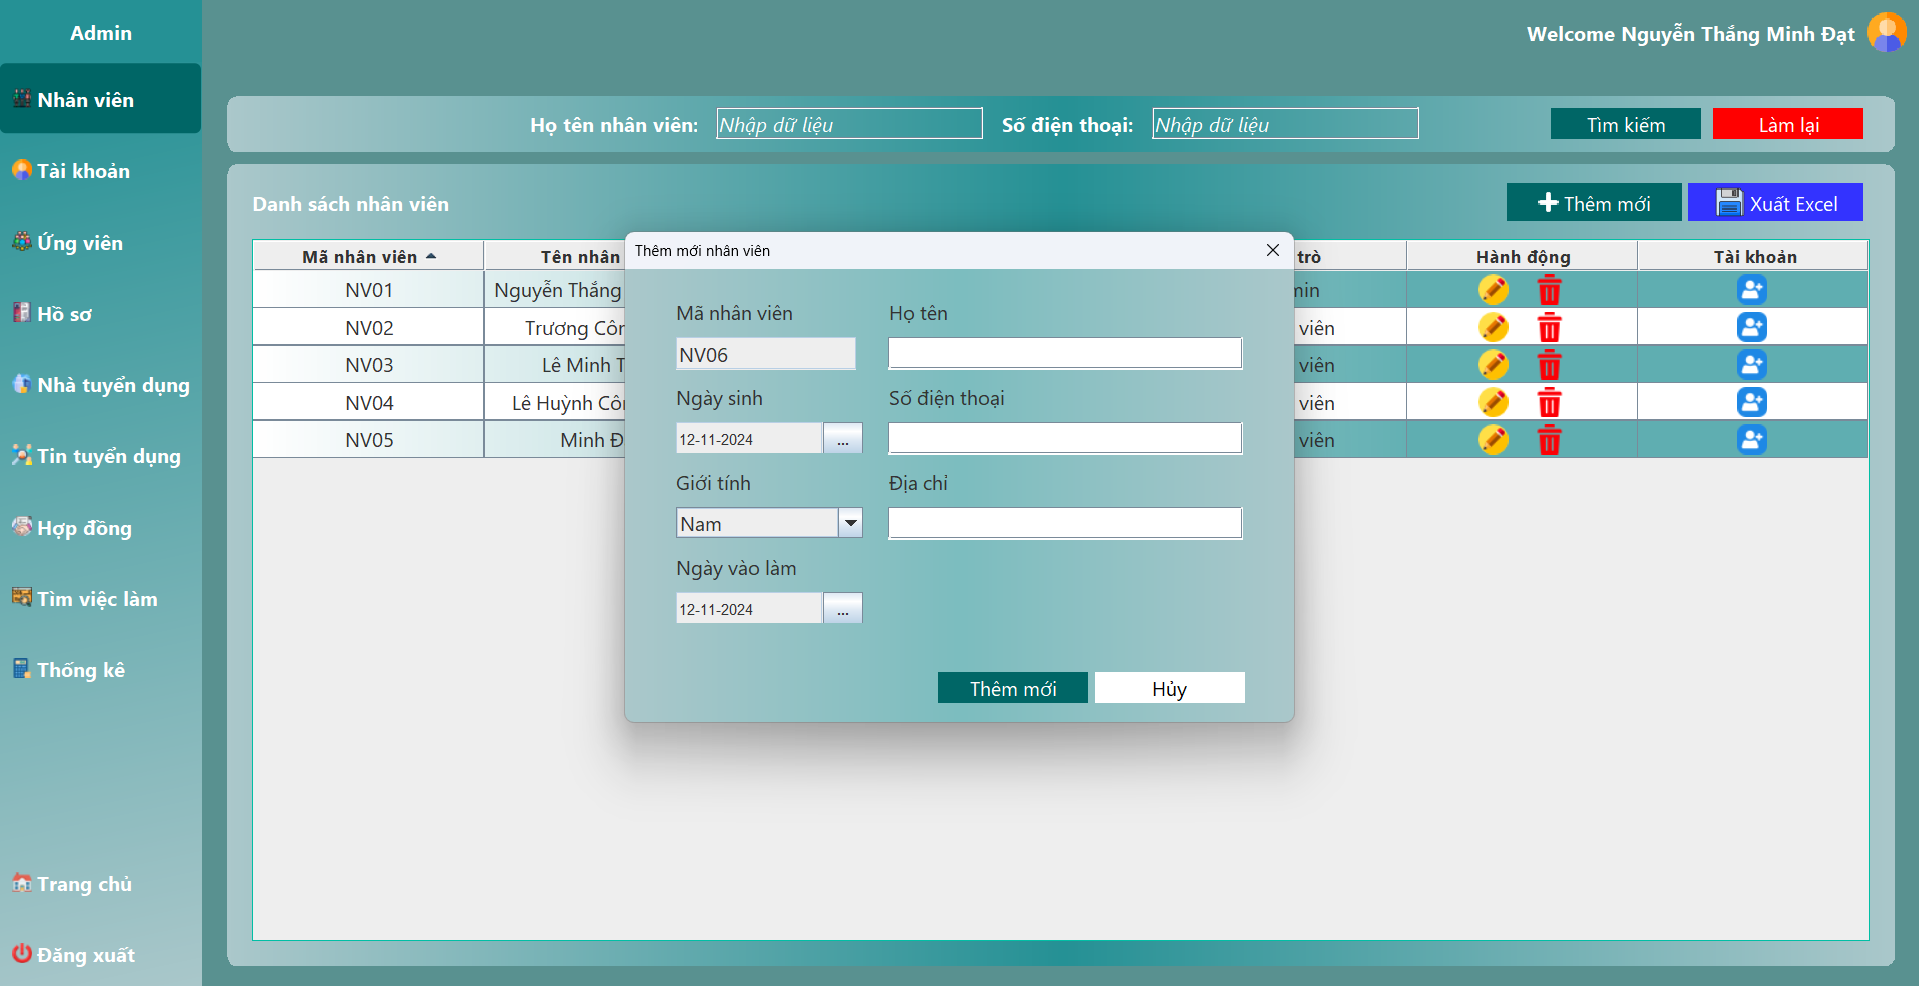 Admin
Welcome Nguyễn Thắng Minh Đạt
Nhân viên
Tài khoản
Ứng viên
Hồ sơ
Nhà tuyển dụng
Tin tuyển dụng
Hợp đồng
Tìm việc làm
Thống kê
Trang chủ
Đăng xuất
Họ tên nhân viên: Nhập dữ liệu Số điện thoại: Nhập dữ liệu Tìm kiếm Làm lại
Danh sách nhân viên Thêm mới Xuất Excel
Mã nhân viên Tên nhân trò Hành động Tài khoản
NV01 Nguyễn Thắng
NV02 Trương Côn viên
NV03 Lê Minh T viên
NV04 Lê Huỳnh Côn viên
NV05 Minh Đ viên
Thêm mới nhân viên
Mã nhân viên Họ tên
NV06
Ngày sinh Số điện thoại
12-11-2024 ...
Giới tính Địa chỉ
Nam
Ngày vào làm
12-11-2024 ...
Thêm mới Hủy